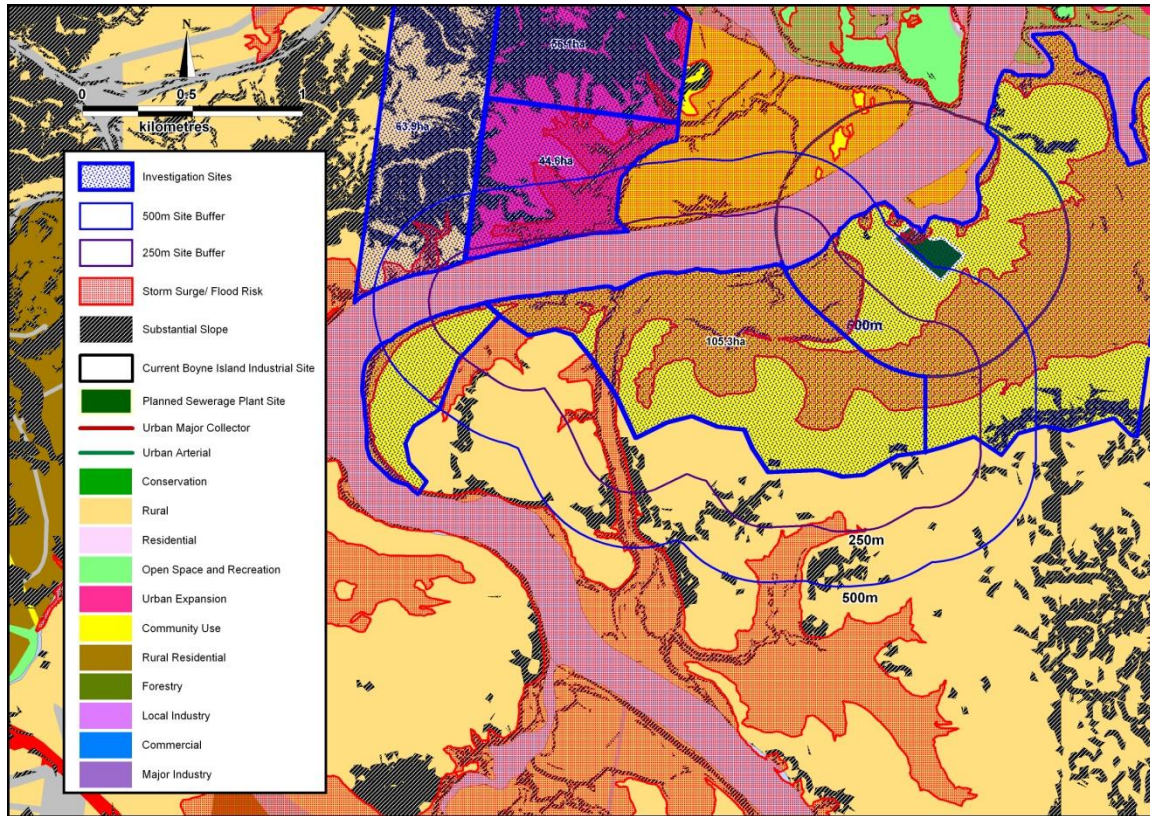 N
0 0.5 1
kilometres
Investigation Sites
500m Site Buffer
250m Site Buffer
Storm Surge/ Flood Risk
Substantial Slope
Current Boyne Island Industrial Site
Planned Sewerage Plant Site
Urban Major Collector
Urban Arterial
Conservation
Rural
Residential
Open Space and Recreation
Urban Expansion
Community Use
Rural Residential
Forestry
Local Industry
Commercial
Major Industry
63.9ha
44.6ha
500m
105.3ha
250m
500m